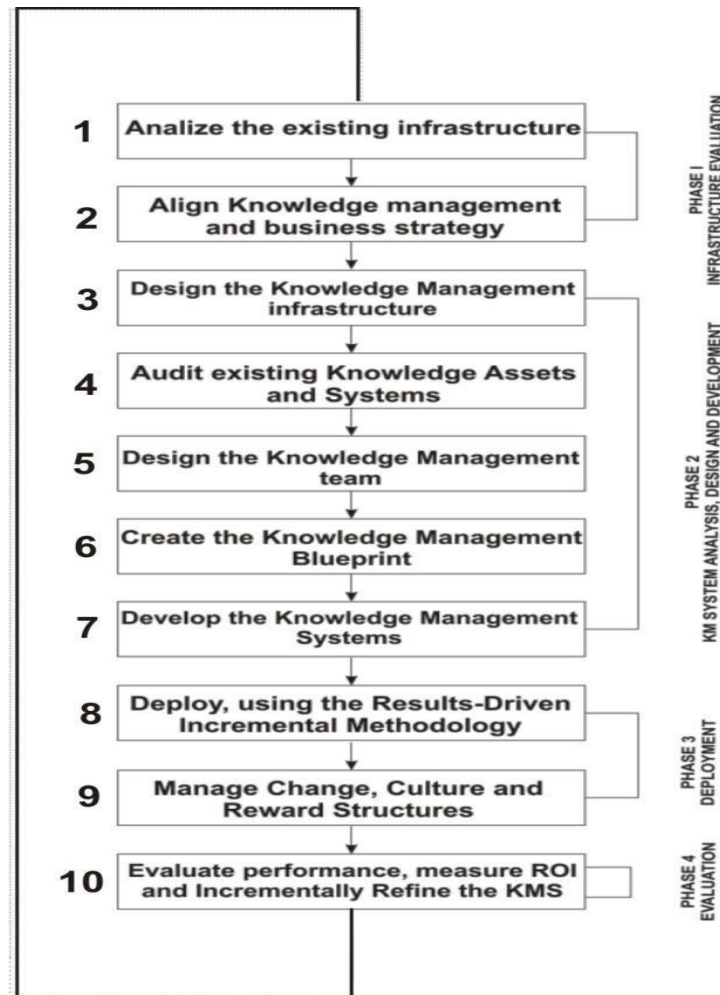 1
Analize the existing infrastructure
2
Align Knowledge management
and business strategy
PHASE I
INFRASTRUCTURE EVALUATION
3
Design the Knowledge Management
infrastructure
4
Audit existing Knowledge Assets
and Systems
5
Design the Knowledge Management
team
6
Create the Knowledge Management
Blueprint
7
Develop the Knowledge Management
Systems
PHASE 2
KM SYSTEM ANALYSIS, DESIGN AND DEVELOPMENT
8
Deploy, using the Results-Driven
Incremental Methodology
9
Manage Change, Culture and
Reward Structures
PHASE 3
DEPLOYMENT
10
Evaluate performance, measure ROI
and Incrementally Refine the KMS
PHASE 4
EVALUATION